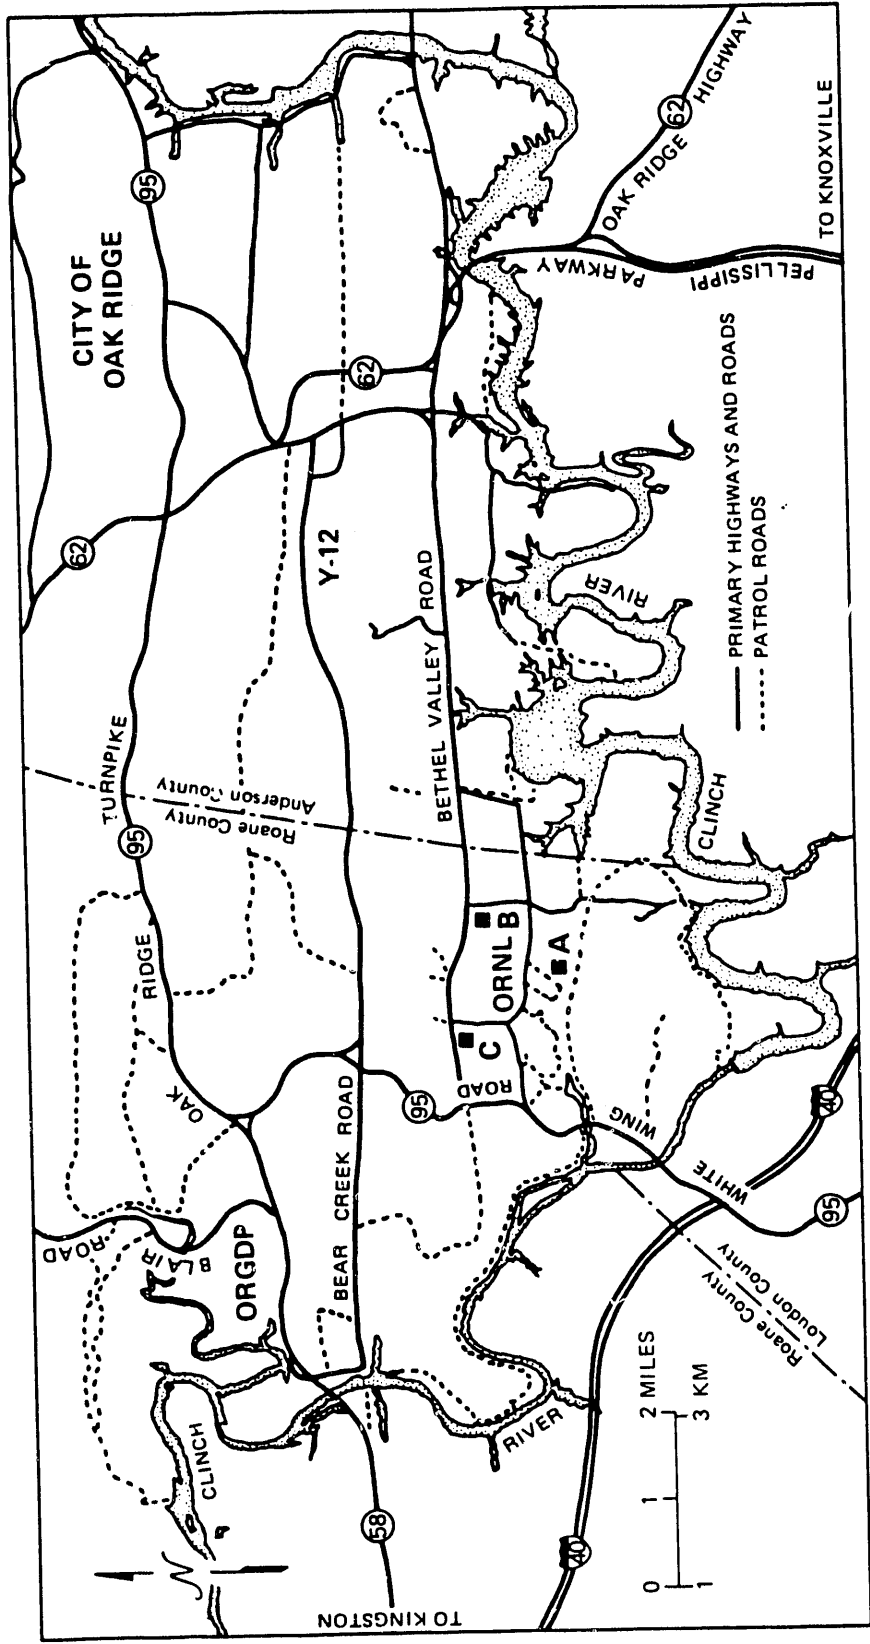 CITY OF
OAK RIDGE
95
62
62
62
OAK RIDGE HIGHWAY
PELLISSIPPI PARKWAY
TO KNOXVILLE
OAK RIDGE TURNPIKE
95
Anderson County
Roane County
Y-12
BETHEL VALLEY ROAD
CLINCH RIVER
BLAIR ROAD
ORGDP
BEAR CREEK ROAD
ORNL
A
B
C
WHITE WING ROAD
95
95
40
40
58
Roane County
Loudon County
CLINCH
RIVER
TO KINGSTON
N
0 1 2 MILES
1 3 KM
PRIMARY HIGHWAYS AND ROADS
PATROL ROADS